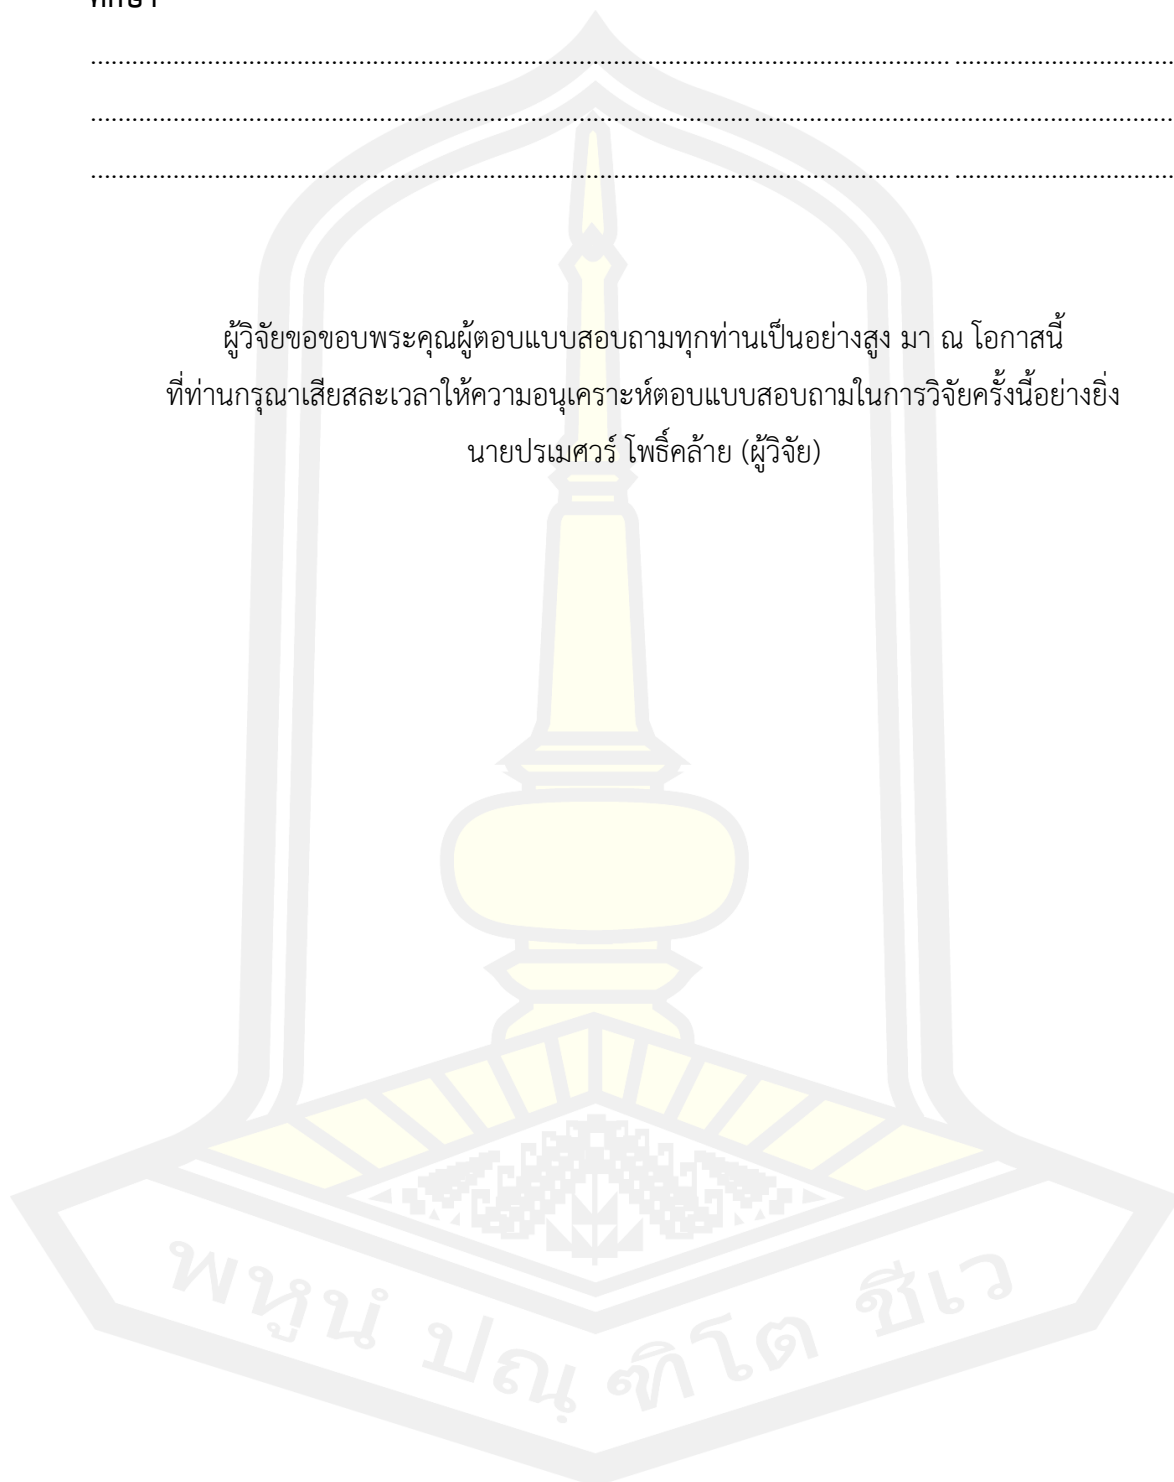 ........................................................................................................................................................
........................................................................................................................................................
........................................................................................................................................................
ผู้วิจัยขอขอบพระคุณผู้ตอบแบบสอบถามทุกท่านเป็นอย่างสูง มา ณ โอกาสนี้
ที่ท่านกรุณาเสียสละเวลาให้ความอนุเคราะห์ตอบแบบสอบถามในการวิจัยครั้งนี้อย่างยิ่ง
นายปรเมศวร์ โพธิ์คล้าย (ผู้วิจัย)
พหูนํ ปณฺ ฑิโต ชีเว